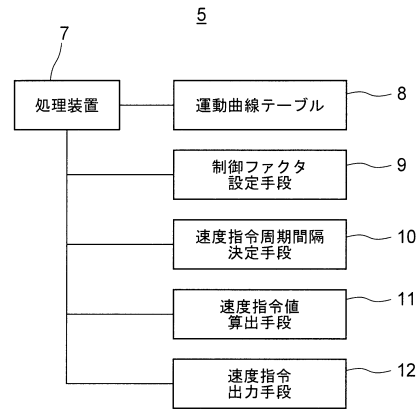 5
7
処理装置
運動曲線テーブル
8
制御ファクタ
設定手段
9
速度指令周期間隔
決定手段
10
速度指令値
算出手段
11
速度指令
出力手段
12